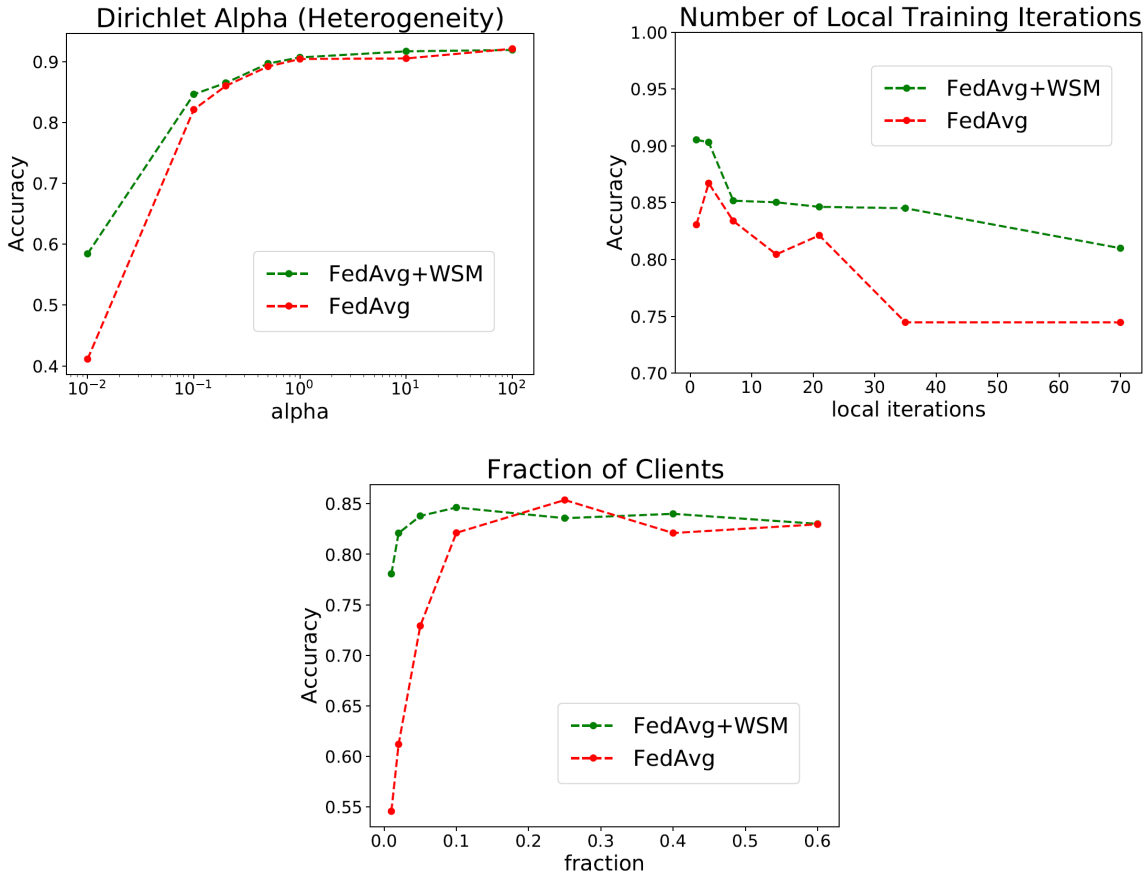 Dirichlet Alpha (Heterogeneity)
Accuracy
0.9
0.8
0.7
0.6
0.5
0.4
FedAvg+WSM
FedAvg
10⁻² 10⁻¹ 10⁰ 10¹ 10²
alpha
Number of Local Training Iterations
Accuracy
1.00
0.95
0.90
0.85
0.80
0.75
0.70
FedAvg+WSM
FedAvg
0 10 20 30 40 50 60 70
local iterations
Fraction of Clients
Accuracy
0.85
0.80
0.75
0.70
0.65
0.60
0.55
FedAvg+WSM
FedAvg
0.0 0.1 0.2 0.3 0.4 0.5 0.6
fraction